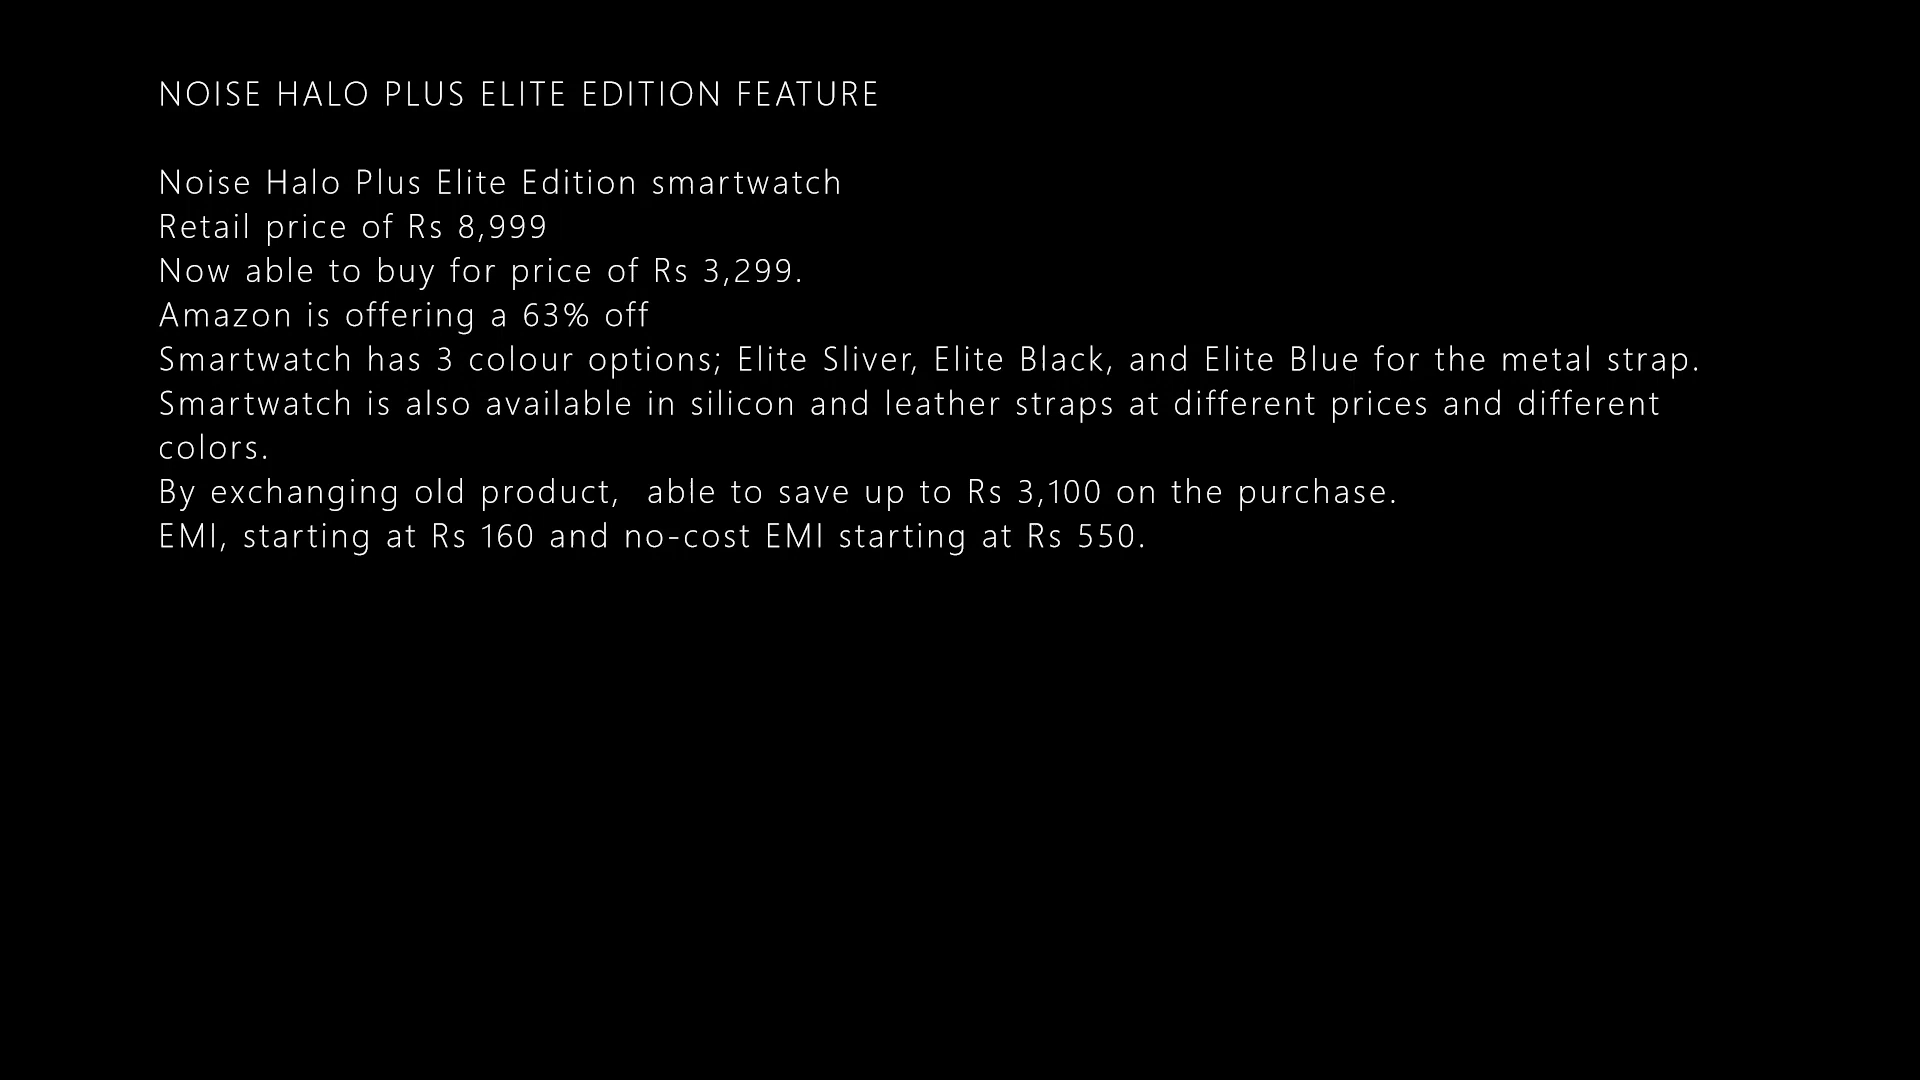 NOISE HALO PLUS ELITE EDITION FEATURE
Noise Halo Plus Elite Edition smartwatch
Retail price of Rs 8,999
Now able to buy for price of Rs 3,299.
Amazon is offering a 63% off
Smartwatch has 3 colour options; Elite Sliver, Elite Black, and Elite Blue for the metal strap.
Smartwatch is also available in silicon and leather straps at different prices and different
colors.
By exchanging old product,  able to save up to Rs 3,100 on the purchase.
EMI, starting at Rs 160 and no-cost EMI starting at Rs 550.